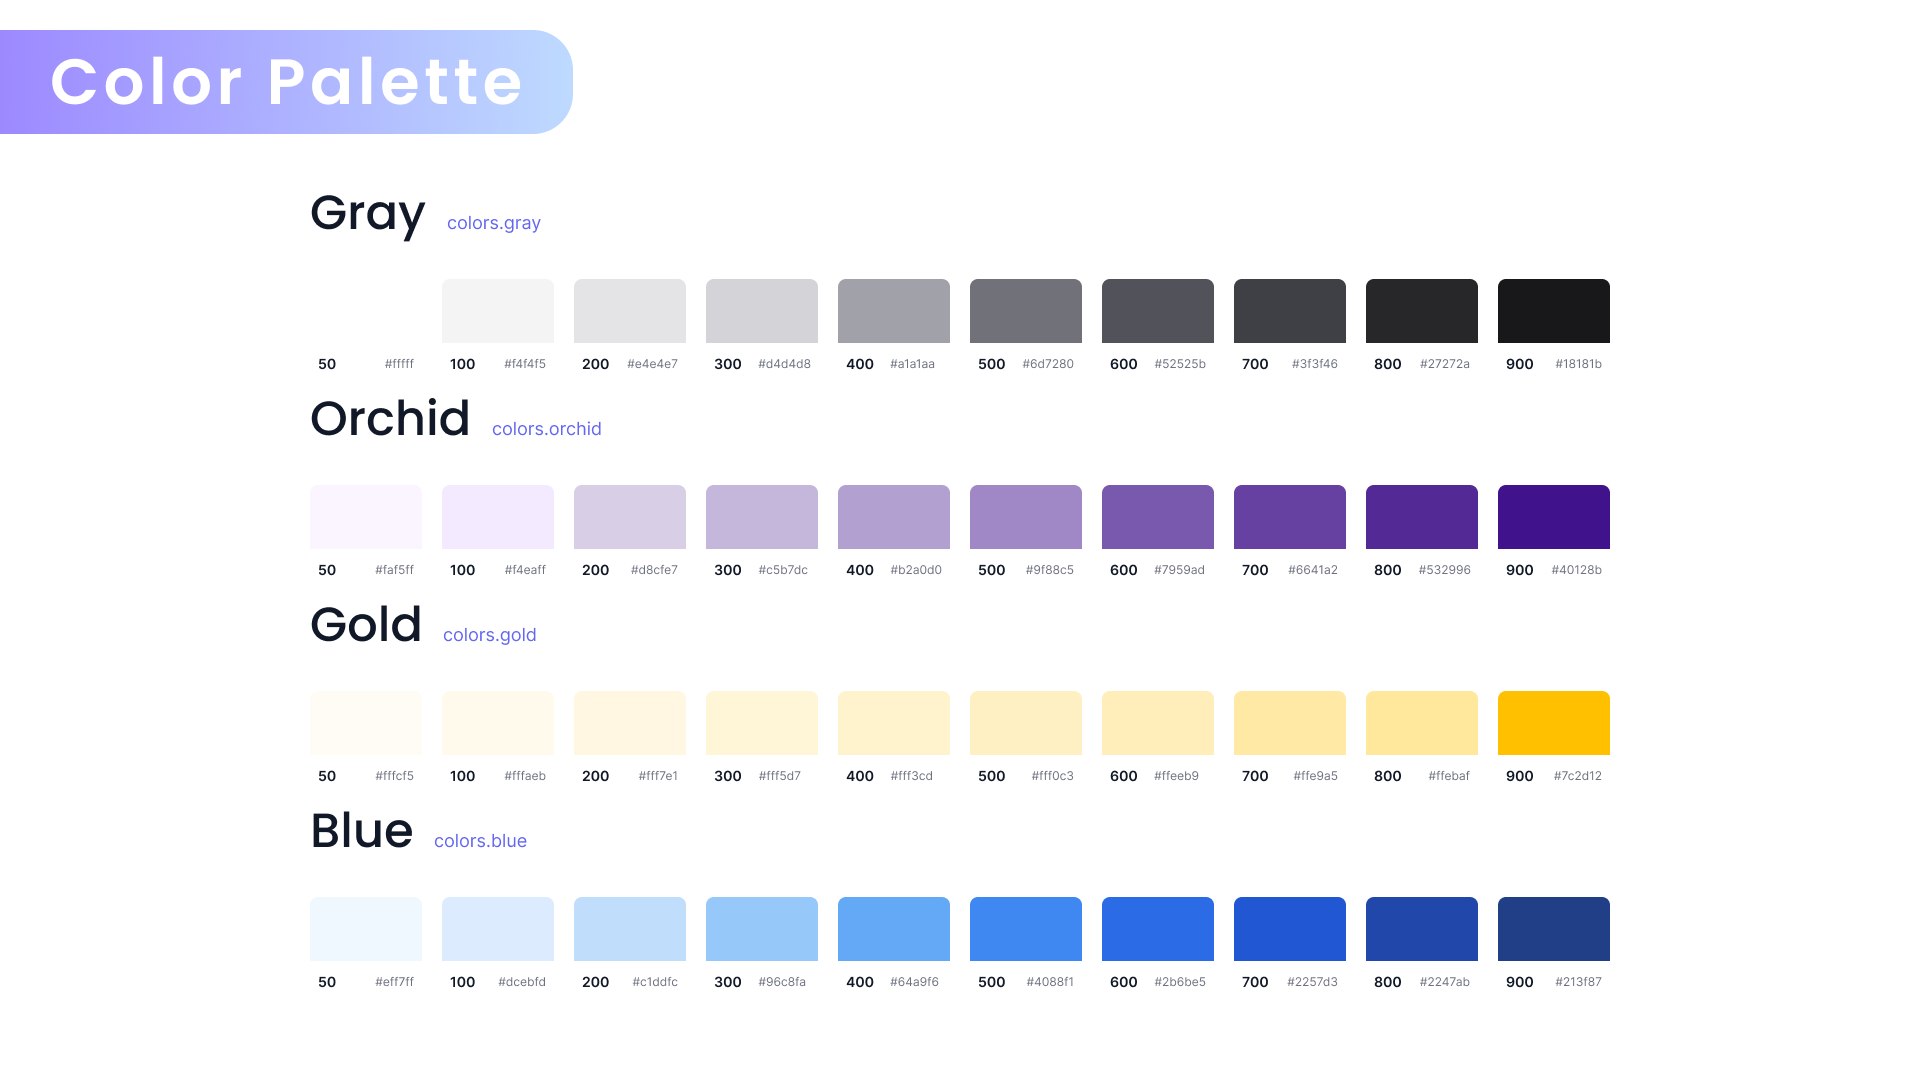 Color Palette
Gray colors.gray
50 #fffff 100 #f4f4f5 200 #e4e4e7 300 #d4d4d8 400 #a1a1aa 500 #6d7280 600 #52525b 700 #3f3f46 800 #27272a 900 #18181b
Orchid colors.orchid
50 #faf5ff 100 #f4eaff 200 #d8cfe7 300 #c5b7dc 400 #b2a0d0 500 #9f88c5 600 #7959ad 700 #6641a2 800 #532996 900 #40128b
Gold colors.gold
50 #fffcf5 100 #fffaeb 200 #fff7e1 300 #fff5d7 400 #fff3cd 500 #fff0c3 600 #ffeeb9 700 #ffe9a5 800 #ffebaf 900 #7c2d12
Blue colors.blue
50 #eff7ff 100 #dcebfd 200 #c1ddfc 300 #96c8fa 400 #64a9f6 500 #4088f1 600 #2b6be5 700 #2257d3 800 #2247ab 900 #213f87